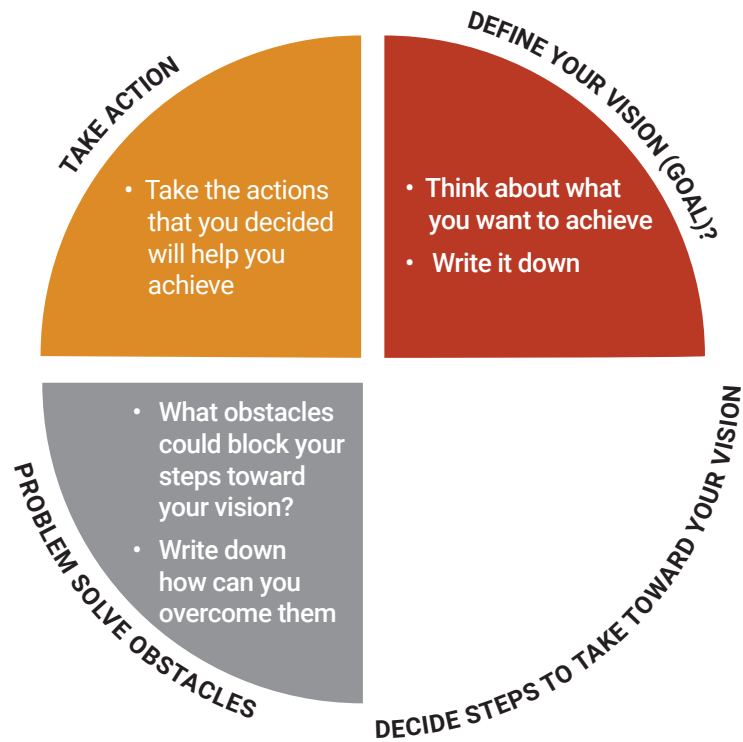 DEFINE YOUR VISION (GOAL)?
• Think about what
you want to achieve
• Write it down
DECIDE STEPS TO TAKE TOWARD YOUR VISION
PROBLEM SOLVE OBSTACLES
• What obstacles
could block your
steps toward
your vision?
• Write down
how can you
overcome them
TAKE ACTION
• Take the actions
that you decided
will help you
achieve